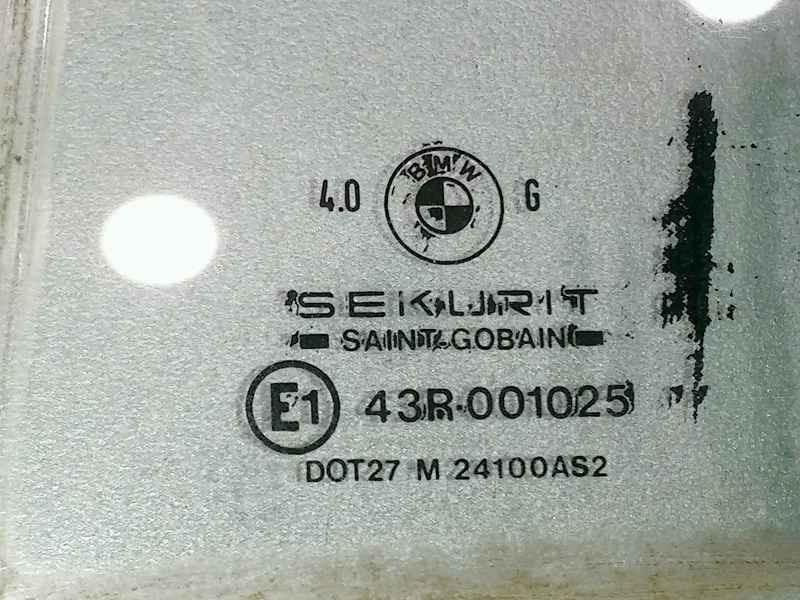 4.0 BMW G
SEKURIT
SAINT-GOBAIN
E1 43R-001025
DOT27 M 24100AS2